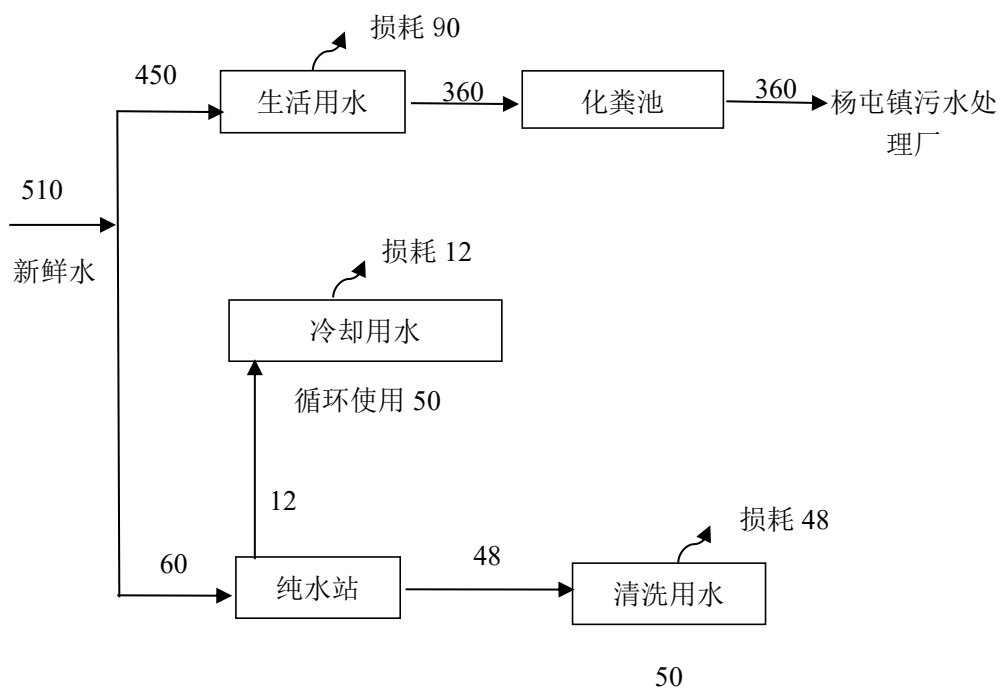 损耗 90
450
生活用水
360
化粪池
360
杨屯镇污水处
理厂
510
新鲜水
损耗 12
冷却用水
循环使用 50
12
损耗 48
60
纯水站
48
清洗用水
50